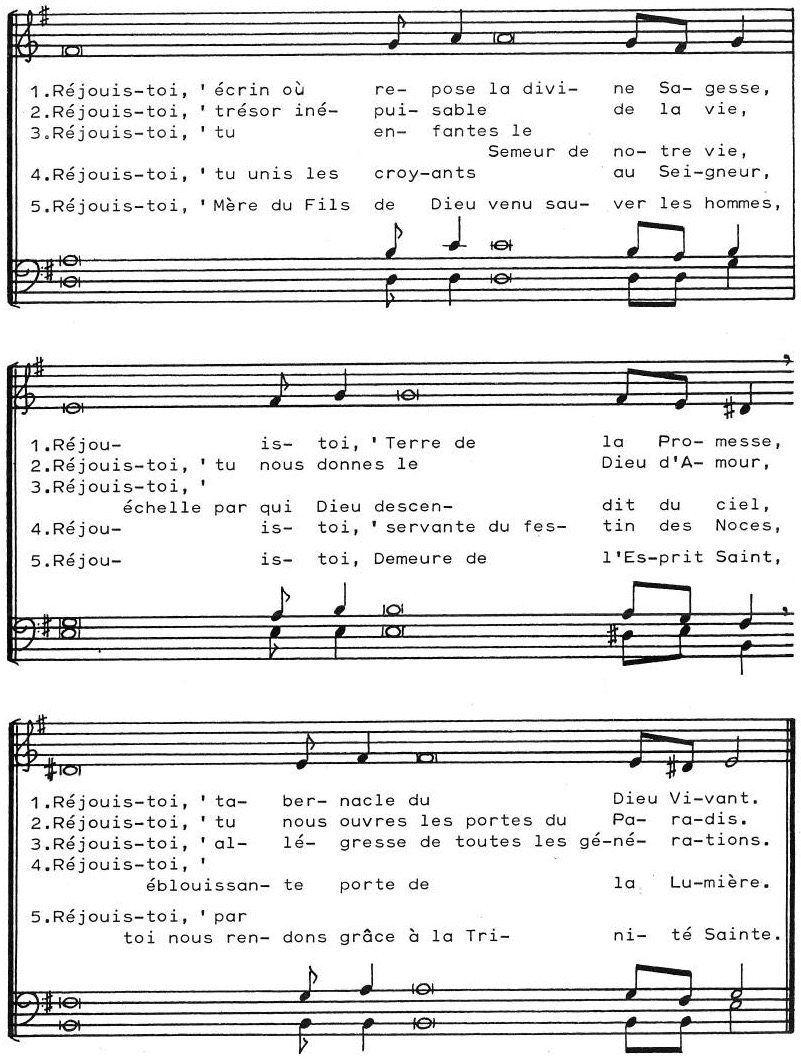 1.Réjouis-toi, ' écrin où re- pose la divi- ne Sa- gesse,
2.Réjouis-toi, ' trésor iné- pui- sable de la vie,
3.Réjouis-toi, ' tu en- fantes le
Semeur de no- tre vie,
4.Réjouis-toi, ' tu unis les croy-ants au Sei-gneur,
5.Réjouis-toi, ' Mère du Fils de Dieu venu sau- ver les hommes,
1.Réjou- is- toi, ' Terre de la Pro- messe,
2.Réjouis-toi, ' tu nous donnes le Dieu d'A- mour,
3.Réjouis-toi, '
échelle par qui Dieu descen- dit du ciel,
4.Réjou- is- toi, ' servante du fes- tin des Noces,
5.Réjou- is- toi, Demeure de l'Es-prit Saint,
1.Réjouis-toi, ' ta- ber- nacle du Dieu Vi-vant.
2.Réjouis-toi, ' tu nous ouvres les portes du Pa- ra-dis.
3.Réjouis-toi, ' al- lé- gresse de toutes les gé-né- ra-tions.
4.Réjouis-toi, '
éblouissan- te porte de la Lu-mière.
5.Réjouis-toi, ' par
toi nous ren- dons grâce à la Tri- ni- té Sainte.